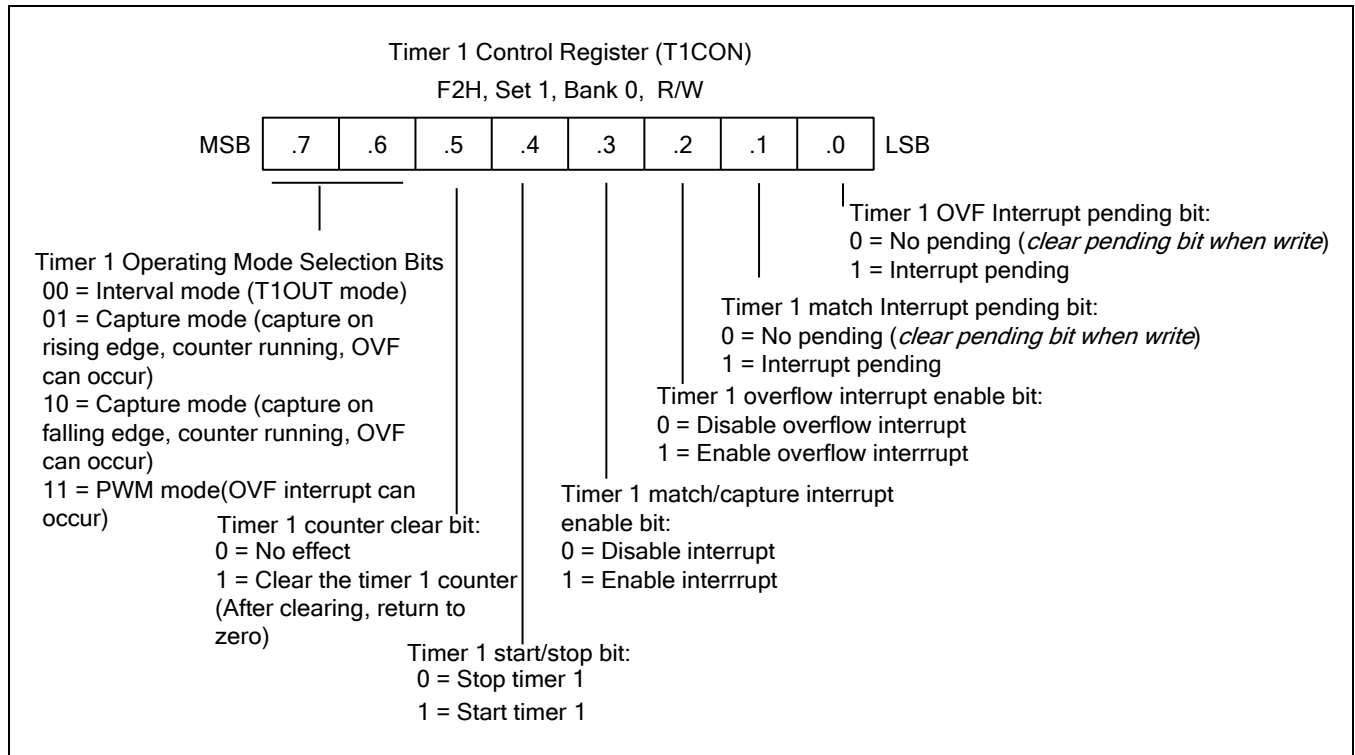 Timer 1 Control Register (T1CON)
F2H, Set 1, Bank 0, R/W
MSB .7 .6 .5 .4 .3 .2 .1 .0 LSB
Timer 1 OVF Interrupt pending bit:
0 = No pending (clear pending bit when write)
1 = Interrupt pending
Timer 1 match Interrupt pending bit:
0 = No pending (clear pending bit when write)
1 = Interrupt pending
Timer 1 overflow interrupt enable bit:
0 = Disable overflow interrupt
1 = Enable overflow interrrupt
Timer 1 match/capture interrupt
enable bit:
0 = Disable interrupt
1 = Enable interrrupt
Timer 1 start/stop bit:
0 = Stop timer 1
1 = Start timer 1
Timer 1 counter clear bit:
0 = No effect
1 = Clear the timer 1 counter
(After clearing, return to
zero)
Timer 1 Operating Mode Selection Bits
00 = Interval mode (T1OUT mode)
01 = Capture mode (capture on
rising edge, counter running, OVF
can occur)
10 = Capture mode (capture on
falling edge, counter running, OVF
can occur)
11 = PWM mode(OVF interrupt can
occur)